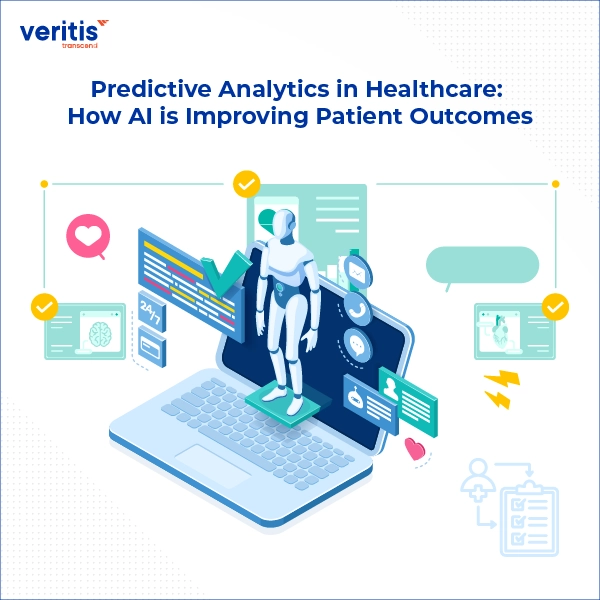 veritis
transcend
Predictive Analytics in Healthcare:
How AI is Improving Patient Outcomes
24/7